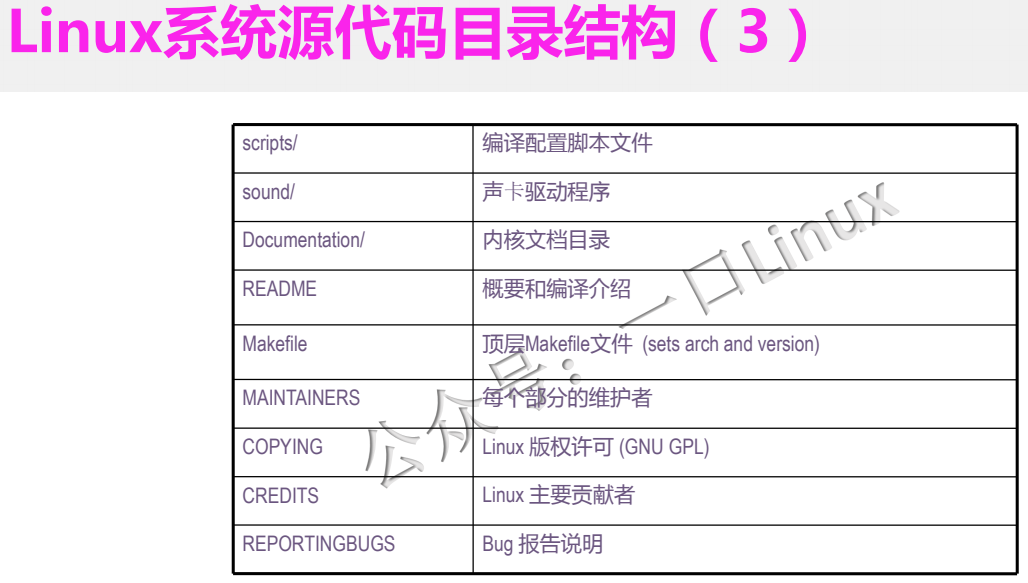 Linux系统源代码目录结构（3）
scripts/ 编译配置脚本文件
sound/ 声卡驱动程序
Documentation/ 内核文档目录
README 概要和编译介绍
Makefile 顶层Makefile文件 (sets arch and version)
MAINTAINERS 每个部分的维护者
COPYING Linux 版权许可 (GNU GPL)
CREDITS Linux 主要贡献者
REPORTINGBUGS Bug 报告说明
公众号：一口Linux